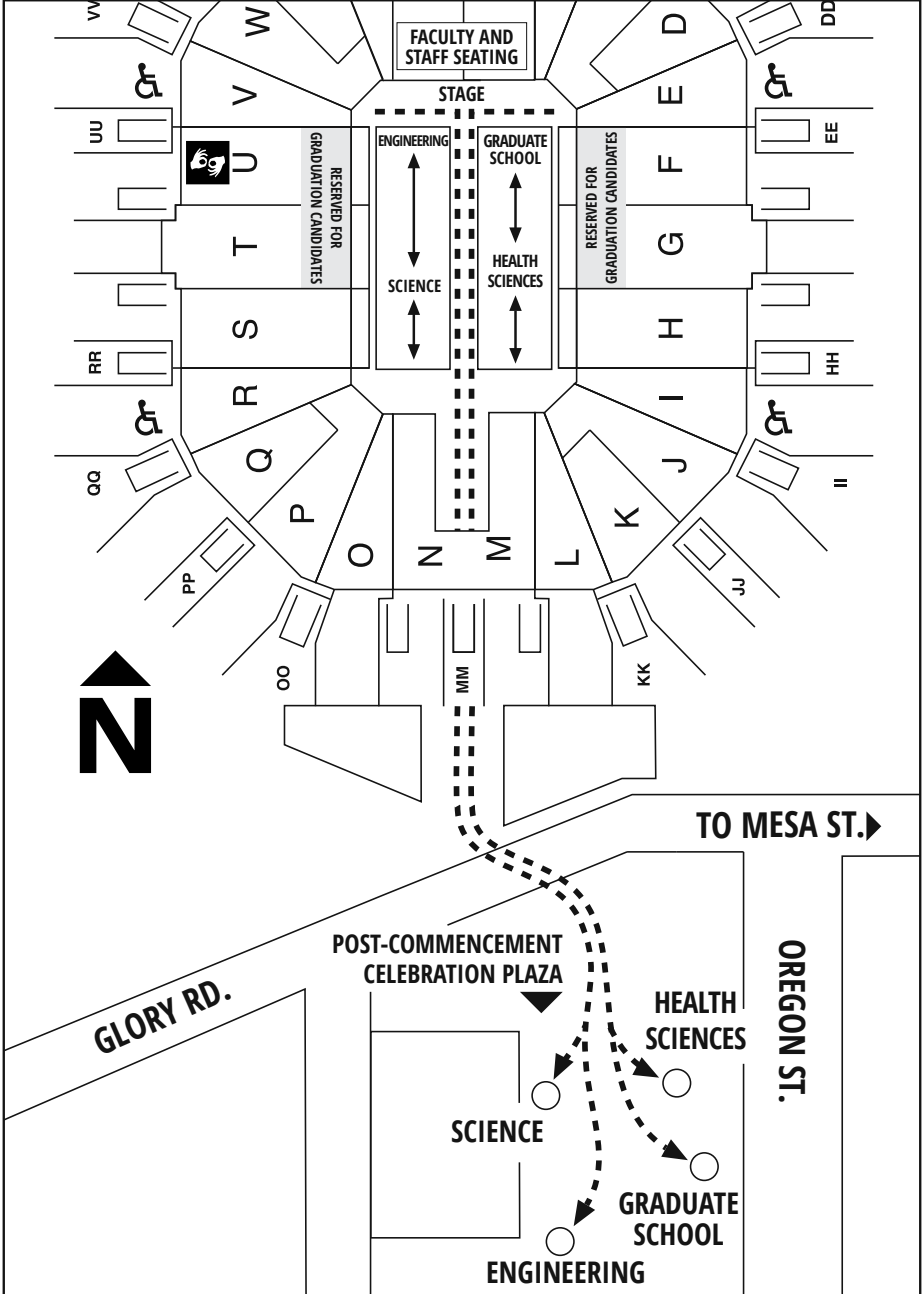 VV
W
FACULTY AND
STAFF SEATING
D
DD
STAGE
V
E
UU
U
RESERVED FOR
GRADUATION CANDIDATES
ENGINEERING
GRADUATE
SCHOOL
RESERVED FOR
GRADUATION CANDIDATES
F
EE
T
G
SCIENCE
HEALTH
SCIENCES
S
H
RR
HH
R
I
QQ
Q
J
II
P
K
O
N
M
L
PP
JJ
OO
MM
KK
N
TO MESA ST.
POST-COMMENCEMENT
CELEBRATION PLAZA
GLORY RD.
HEALTH
SCIENCES
OREGON ST.
SCIENCE
GRADUATE
SCHOOL
ENGINEERING